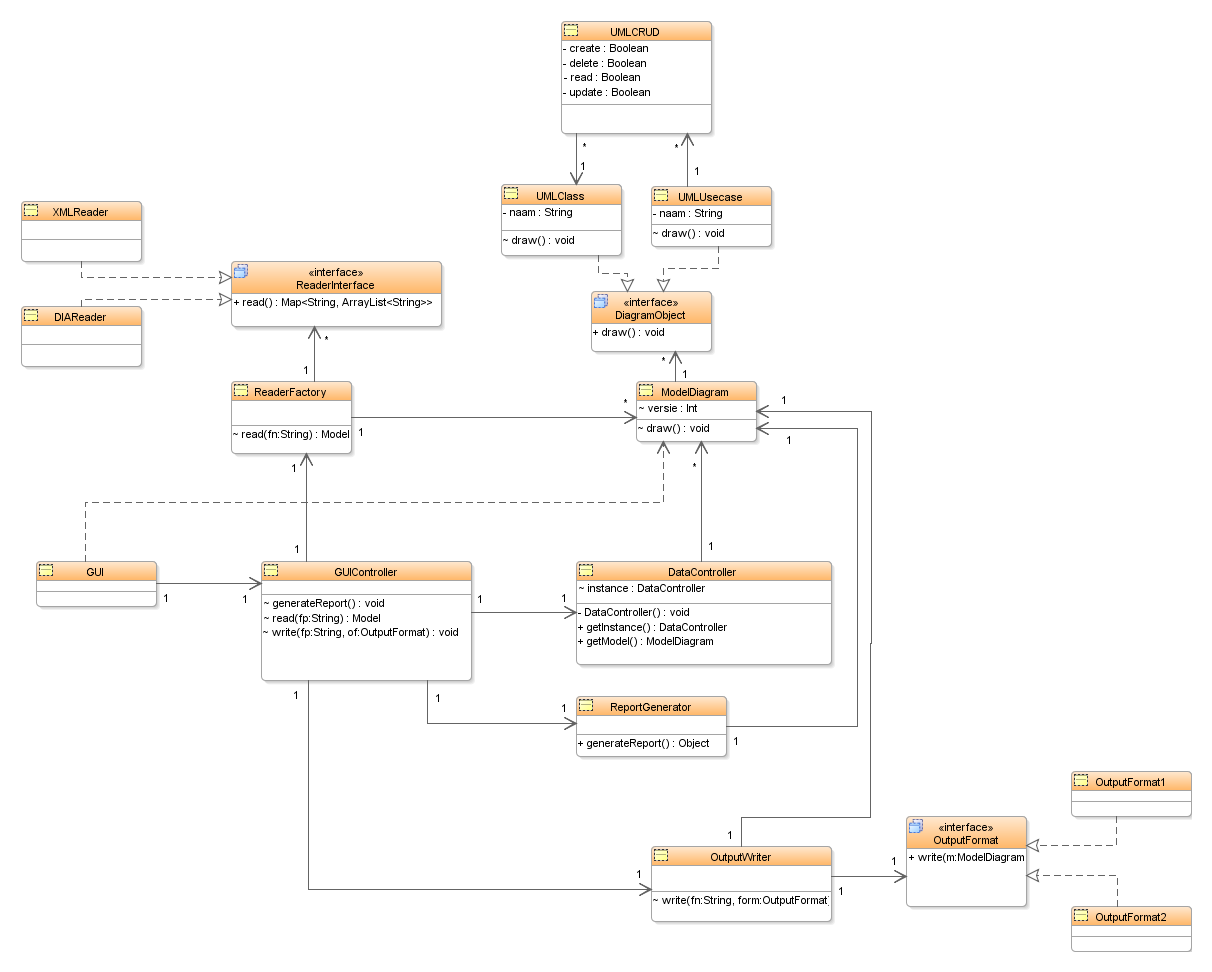 UMLCRUD
- create : Boolean
- delete : Boolean
- read : Boolean
- update : Boolean
*
1
*
1
UMLClass
- naam : String
~ draw() : void
UMLUsecase
- naam : String
~ draw() : void
XMLReader
«interface»
ReaderInterface
+ read() : Map<String, ArrayList<String>>
DIAReader
«interface»
DiagramObject
+ draw() : void
*
1
*
1
ReaderFactory
~ read(fn:String) : Model
1
*
ModelDiagram
~ versie : Int
~ draw() : void
1
1
1
1
*
1
GUI
1
1
GUIController
~ generateReport() : void
~ read(fp:String) : Model
~ write(fp:String, of:OutputFormat) : void
1
1
DataController
~ instance : DataController
- DataController() : void
+ getInstance() : DataController
+ getModel() : ModelDiagram
1
1
1
ReportGenerator
+ generateReport() : Object
1
OutputFormat1
«interface»
OutputFormat
+ write(m:ModelDiagram
1
1
OutputWriter
~ write(fn:String, form:OutputFormat)
1
1
OutputFormat2